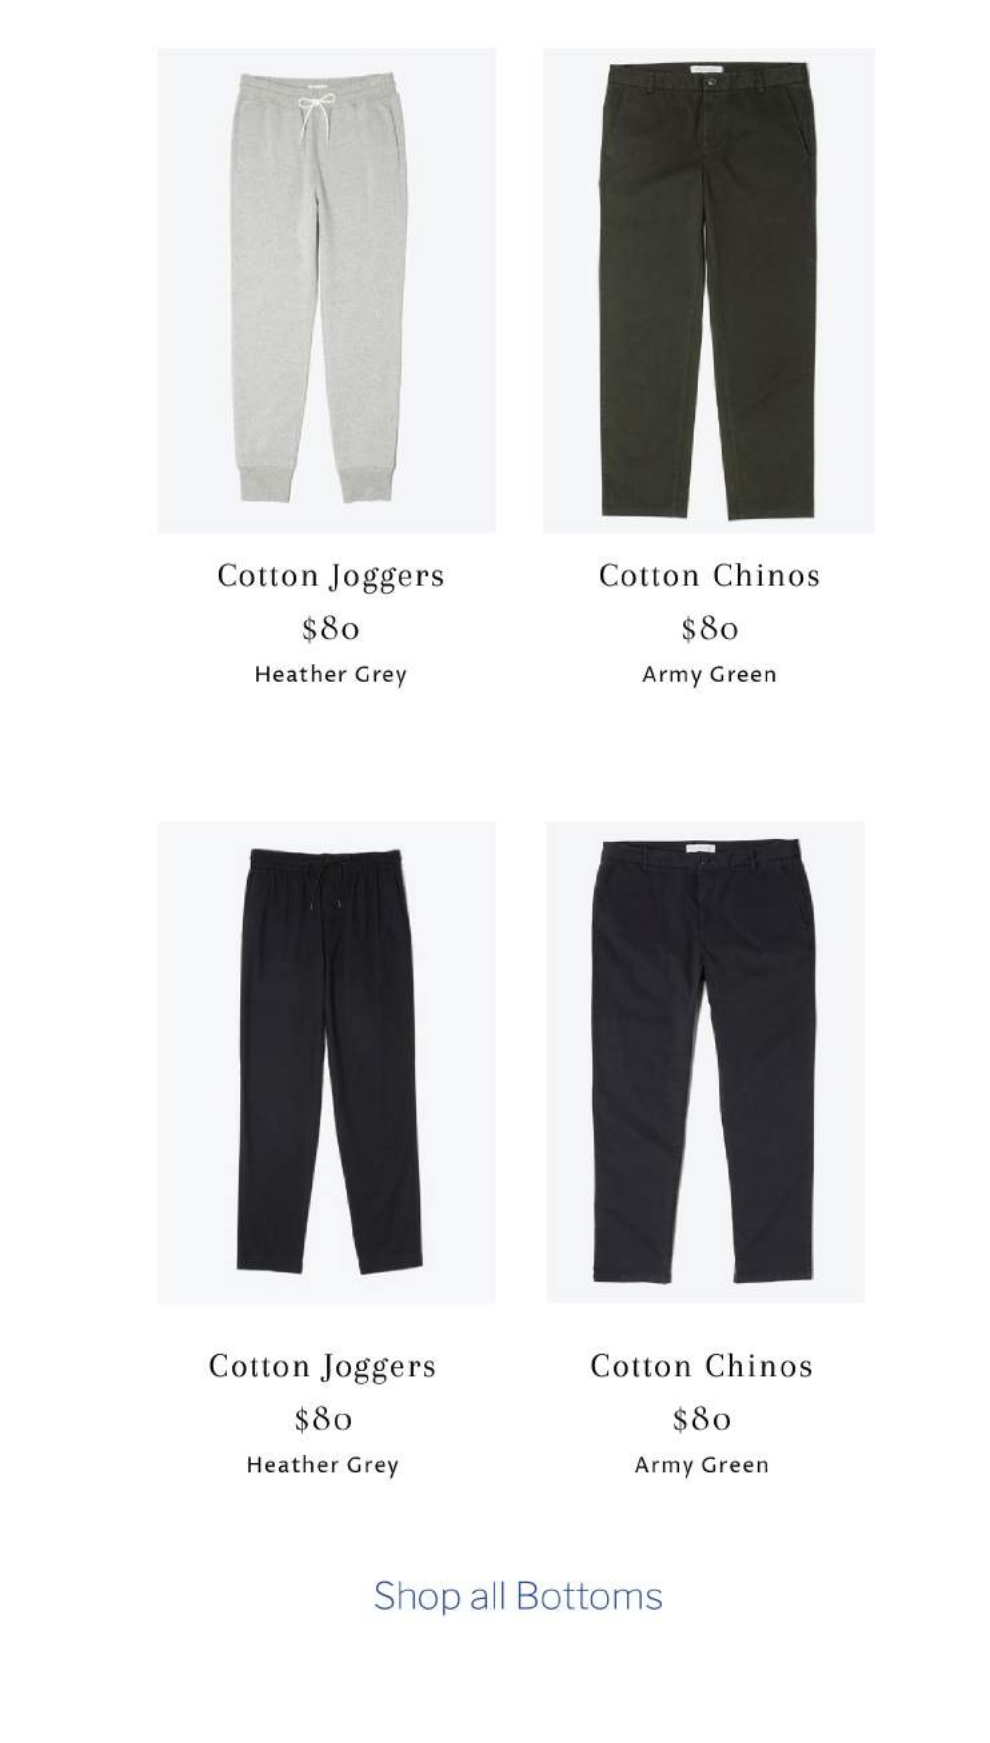 Cotton Joggers
$80
Heather Grey
Cotton Chinos
$80
Army Green
Cotton Joggers
$80
Heather Grey
Cotton Chinos
$80
Army Green
Shop all Bottoms